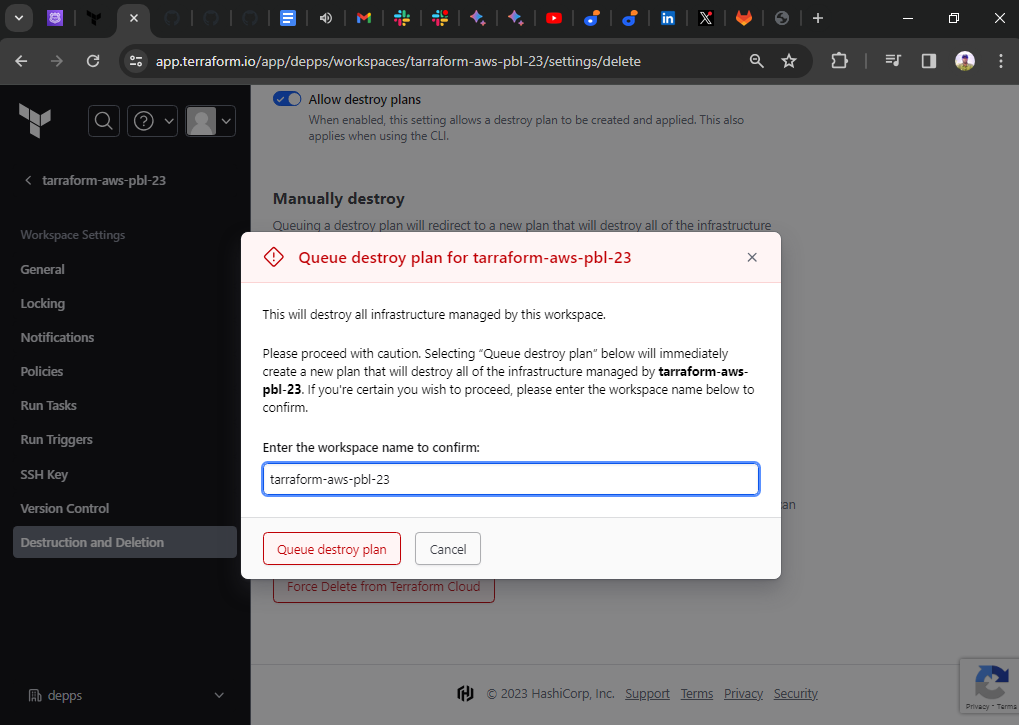 app.terraform.io/app/depps/workspaces/tarraform-aws-pbl-23/settings/delete
tarraform-aws-pbl-23
Workspace Settings
General
Locking
Notifications
Policies
Run Tasks
Run Triggers
SSH Key
Version Control
Destruction and Deletion
depps
Allow destroy plans
When enabled, this setting allows a destroy plan to be created and applied. This also
applies when using the CLI.
Manually destroy
Queuing a destroy plan will redirect to a new plan that will destroy all of the infrastructure
Queue destroy plan for tarraform-aws-pbl-23
This will destroy all infrastructure managed by this workspace.
Please proceed with caution. Selecting “Queue destroy plan” below will immediately
create a new plan that will destroy all of the infrastructure managed by tarraform-aws-
pbl-23. If you're certain you wish to proceed, please enter the workspace name below to
confirm.
Enter the workspace name to confirm:
tarraform-aws-pbl-23
Queue destroy plan
Cancel
Force Delete from Terraform Cloud
© 2023 HashiCorp, Inc. Support Terms Privacy Security
Privacy - Terms